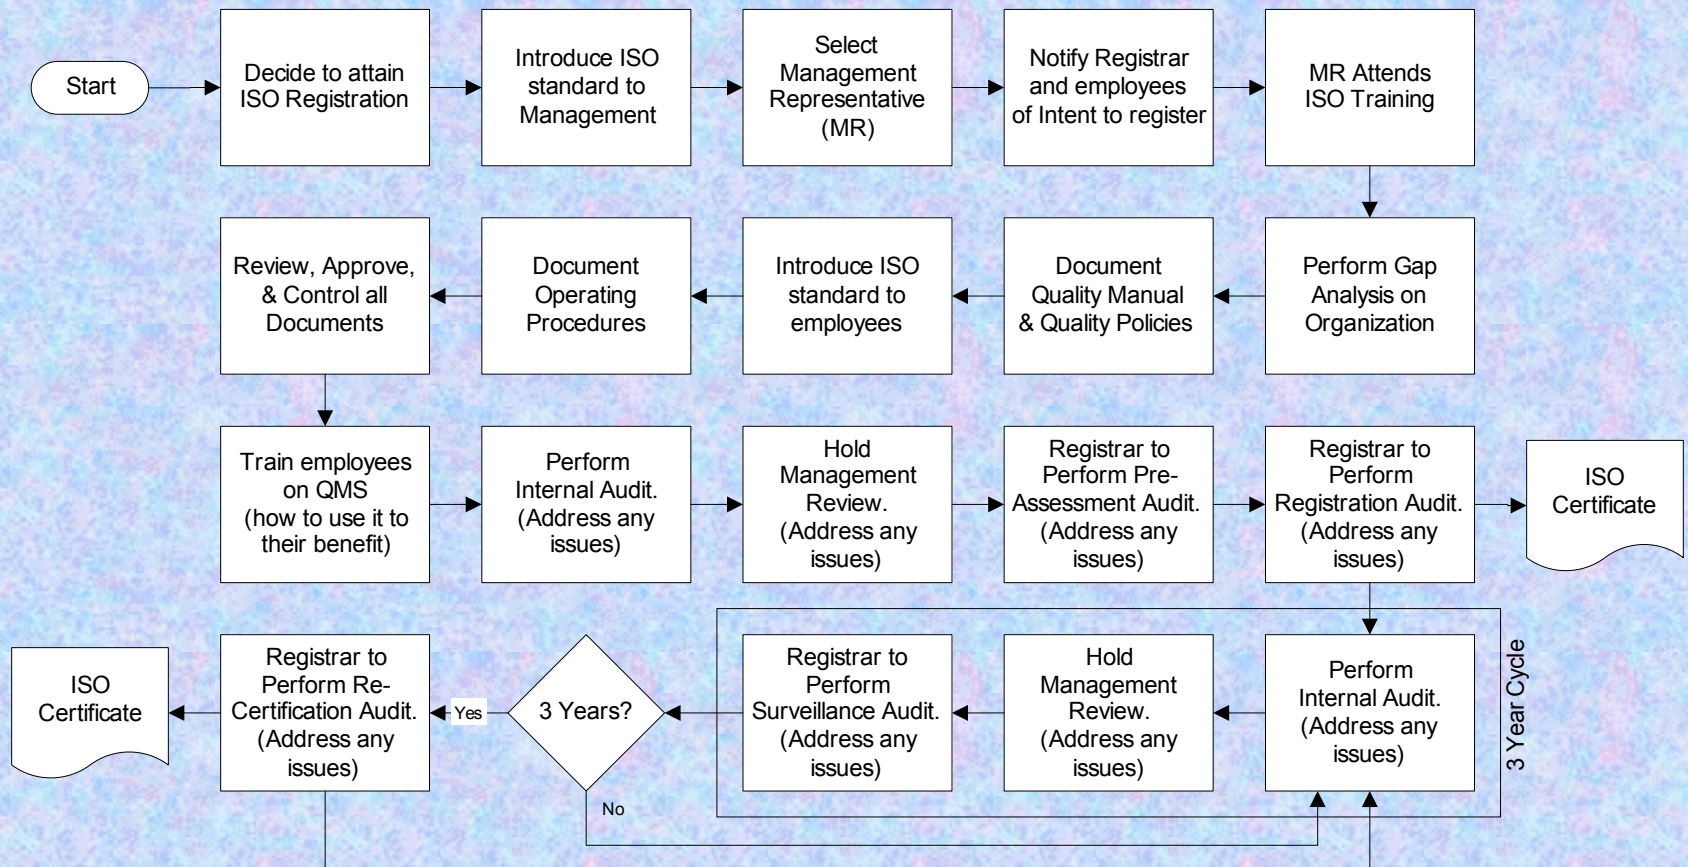 Start
Decide to attain
ISO Registration
Introduce ISO
standard to
Management
Select
Management
Representative
(MR)
Notify Registrar
and employees
of Intent to register
MR Attends
ISO Training
Perform Gap
Analysis on
Organization
Document
Quality Manual
& Quality Policies
Introduce ISO
standard to
employees
Document
Operating
Procedures
Review, Approve,
& Control all
Documents
Train employees
on QMS
(how to use it to
their benefit)
Perform
Internal Audit.
(Address any
issues)
Hold
Management
Review.
(Address any
issues)
Registrar to
Perform Pre-
Assessment Audit.
(Address any
issues)
Registrar to
Perform
Registration Audit.
(Address any
issues)
ISO
Certificate
3 Year Cycle
Perform
Internal Audit.
(Address any
issues)
Hold
Management
Review.
(Address any
issues)
Registrar to
Perform
Surveillance Audit.
(Address any
issues)
3 Years?
No
Yes
Registrar to
Perform Re-
Certification Audit.
(Address any
issues)
ISO
Certificate